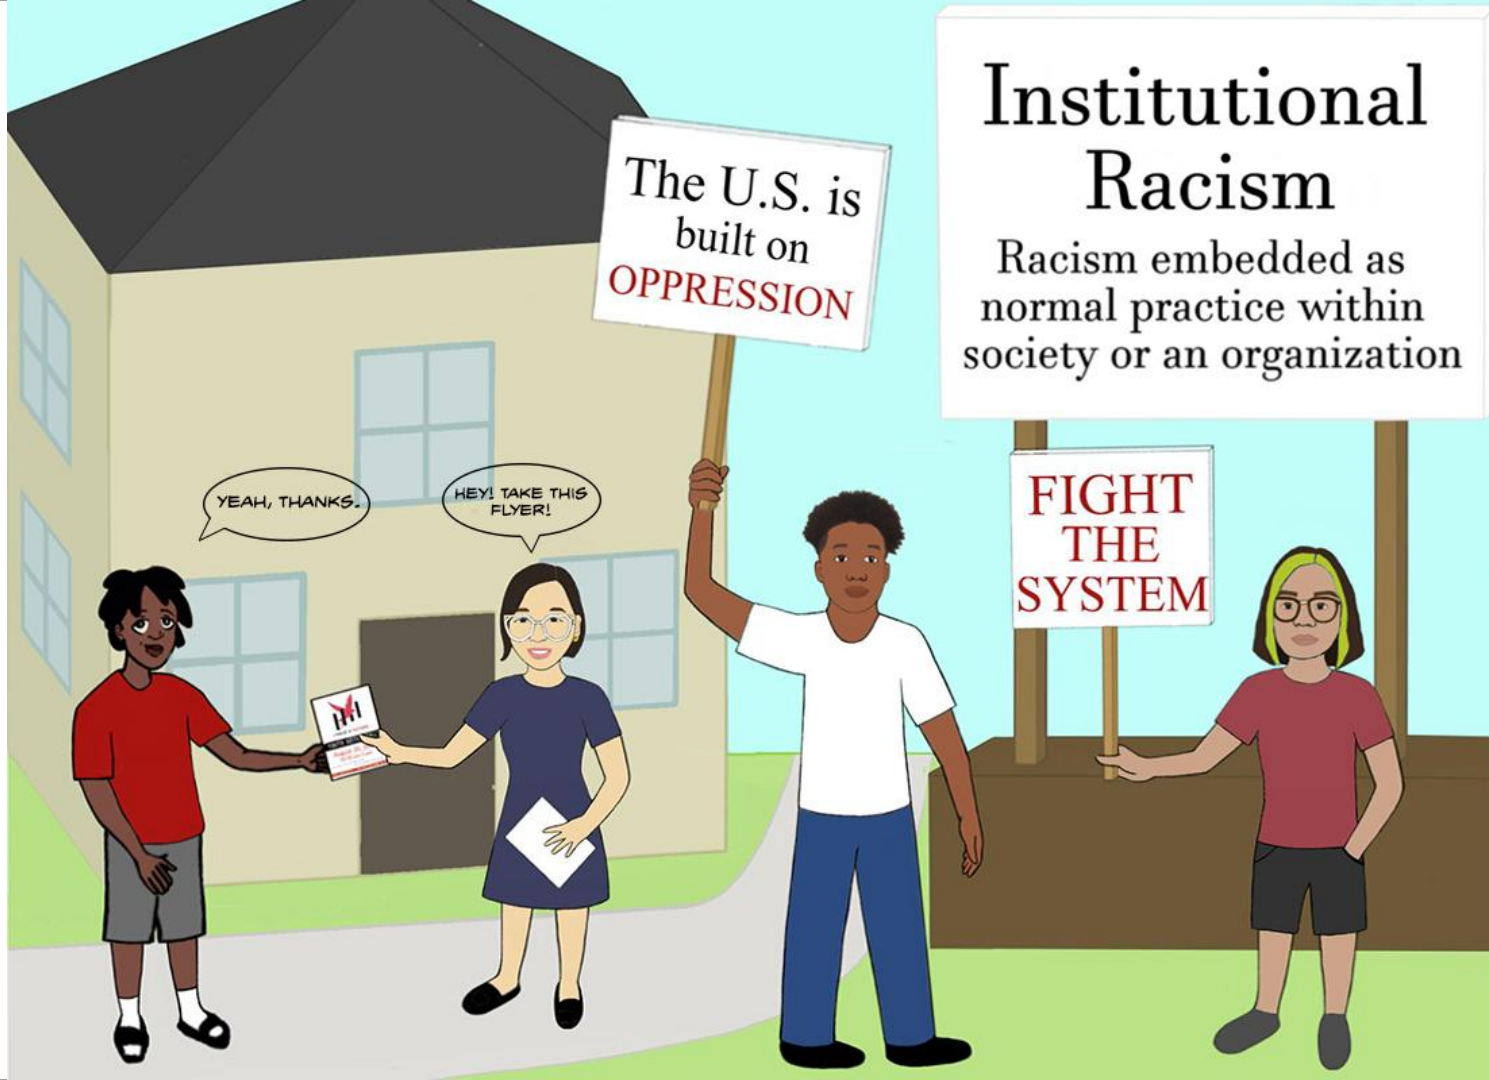 The U.S. is
built on
OPPRESSION
Institutional
Racism
Racism embedded as
normal practice within
society or an organization
YEAH, THANKS.
HEY! TAKE THIS
FLYER!
FIGHT
THE
SYSTEM